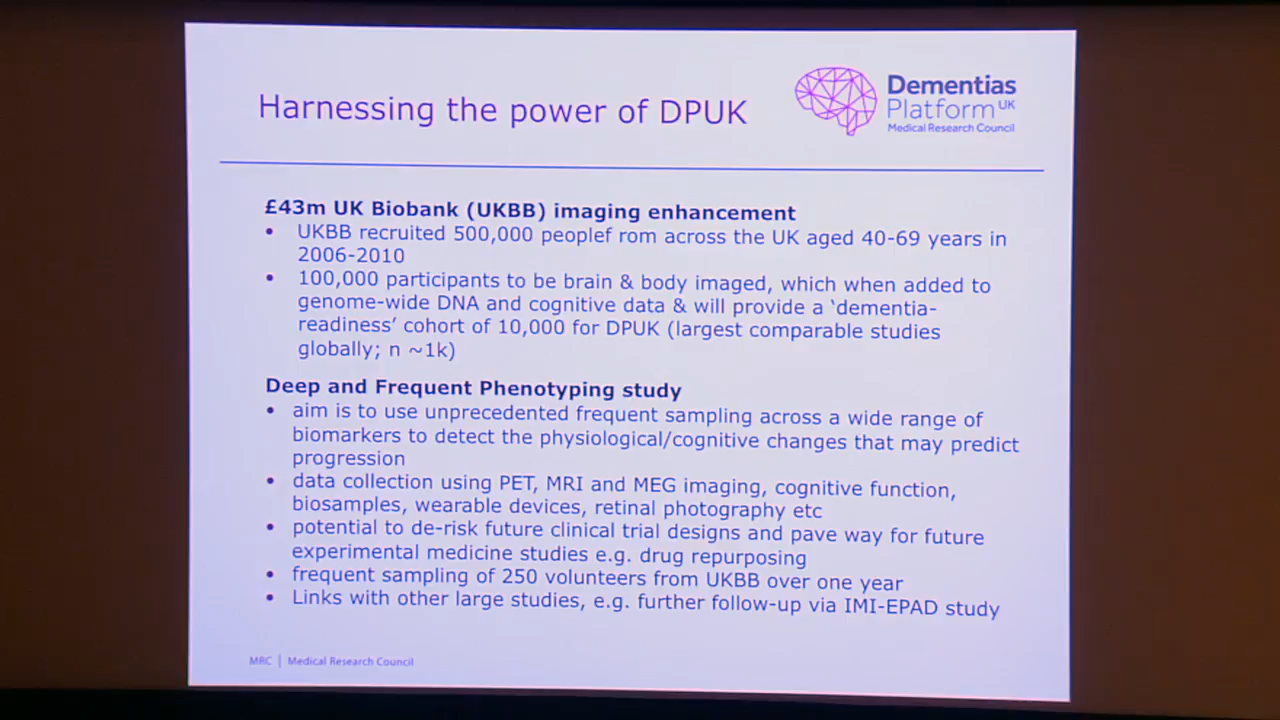 Harnessing the power of DPUK
Dementias
Platform UK
Medical Research Council
£43m UK Biobank (UKBB) imaging enhancement
• UKBB recruited 500,000 peoplef rom across the UK aged 40-69 years in
2006-2010
• 100,000 participants to be brain & body imaged, which when added to
genome-wide DNA and cognitive data & will provide a ‘dementia-
readiness’ cohort of 10,000 for DPUK (largest comparable studies
globally; n ~1k)
Deep and Frequent Phenotyping study
• aim is to use unprecedented frequent sampling across a wide range of
biomarkers to detect the physiological/cognitive changes that may predict
progression
• data collection using PET, MRI and MEG imaging, cognitive function,
biosamples, wearable devices, retinal photography etc
• potential to de-risk future clinical trial designs and pave way for future
experimental medicine studies e.g. drug repurposing
• frequent sampling of 250 volunteers from UKBB over one year
• Links with other large studies, e.g. further follow-up via IMI-EPAD study
MRC | Medical Research Council